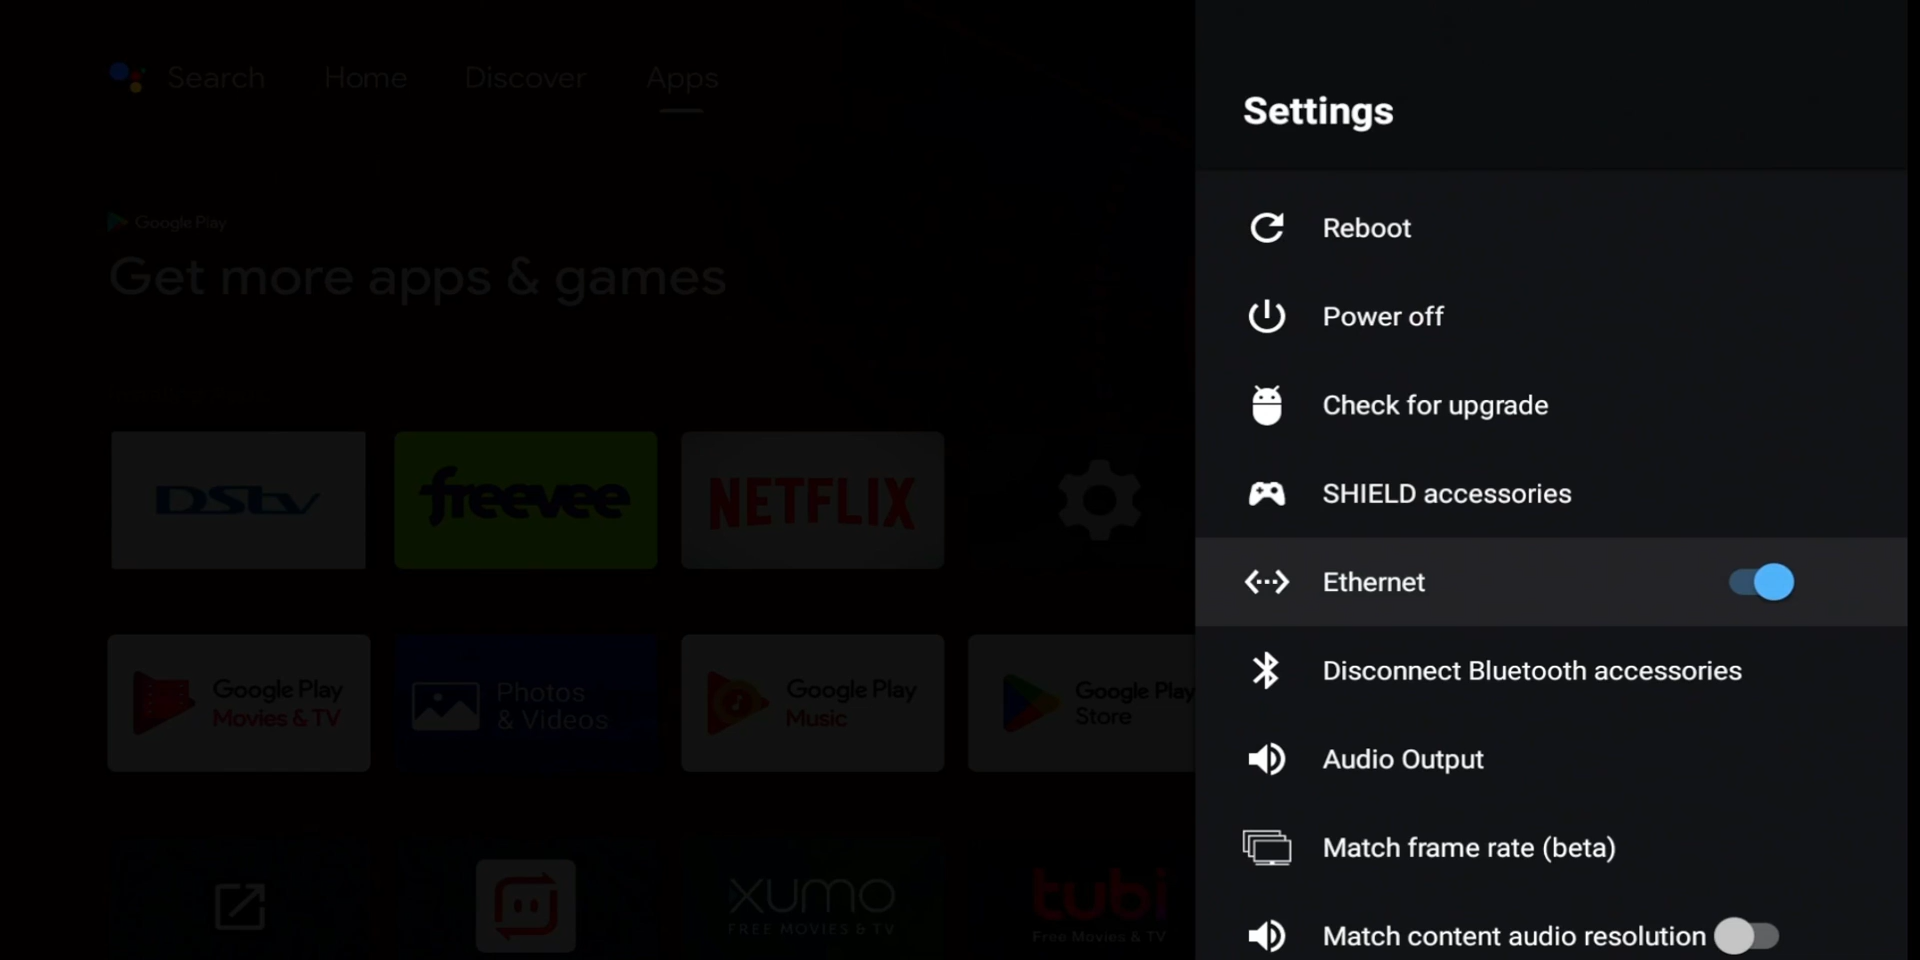 Search Home Discover Apps
Google Play
Get more apps & games
DStv
freevee
NETFLIX
Google Play
Movies & TV
Photos
& Videos
Google Play
Music
Google Play
Store
xumo
FREE MOVIES & TV
tubi
Free Movies & TV
Settings
Reboot
Power off
Check for upgrade
SHIELD accessories
Ethernet
Disconnect Bluetooth accessories
Audio Output
Match frame rate (beta)
Match content audio resolution